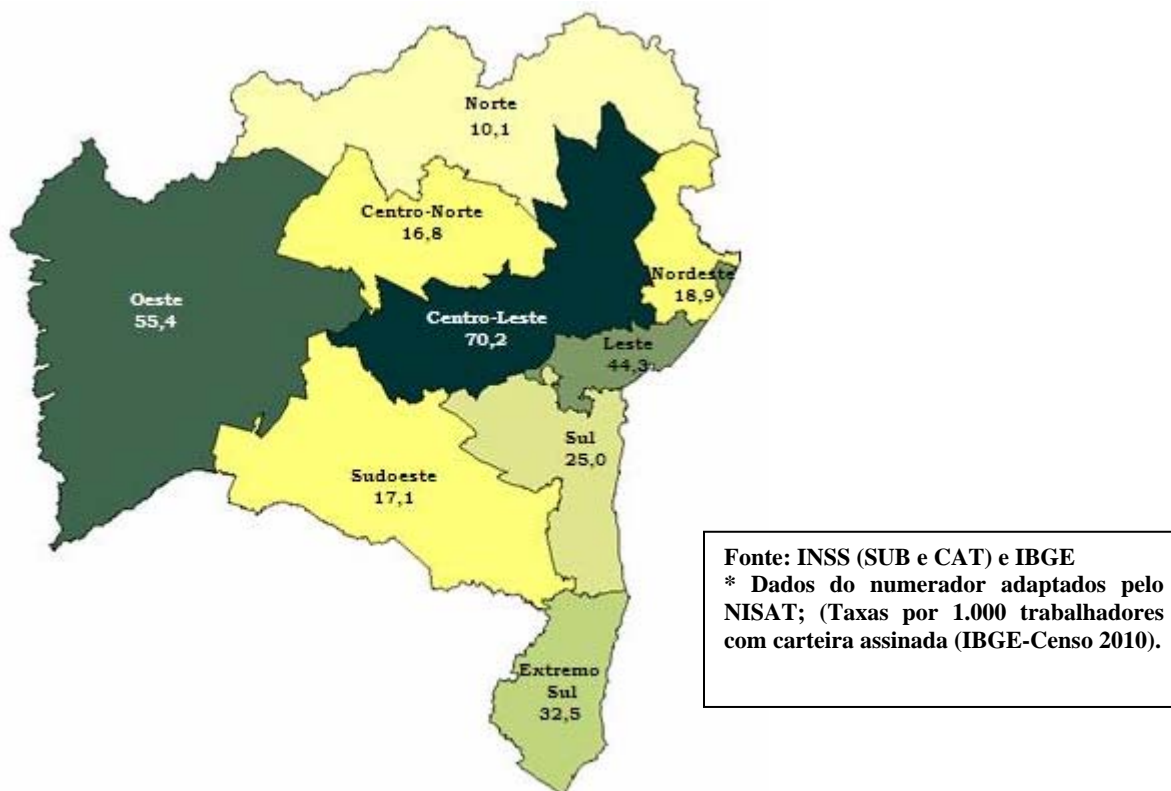 Norte
10,1
Centro-Norte
16,8
Nordeste
18,9
Oeste
55,4
Centro-Leste
70,2
Leste
44,3
Sul
25,0
Sudoeste
17,1
Extremo
Sul
32,5
Fonte: INSS (SUB e CAT) e IBGE
* Dados do numerador adaptados pelo
NISAT; (Taxas por 1.000 trabalhadores
com carteira assinada (IBGE-Censo 2010).